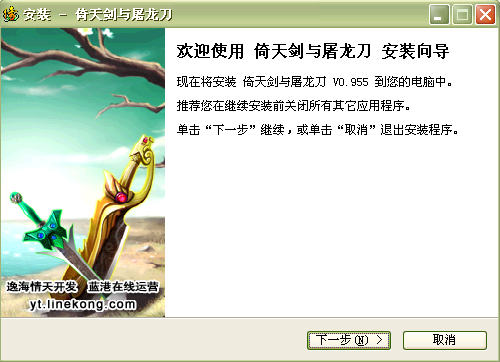 安装 - 倚天剑与屠龙刀
欢迎使用 倚天剑与屠龙刀 安装向导
现在将安装 倚天剑与屠龙刀 V0.955 到您的电脑中。
推荐您在继续安装前关闭所有其它应用程序。
单击“下一步”继续，或单击“取消”退出安装程序。
逸海情天开发 蓝港在线运营
yt.linekong.com
下一步(N) >
取消